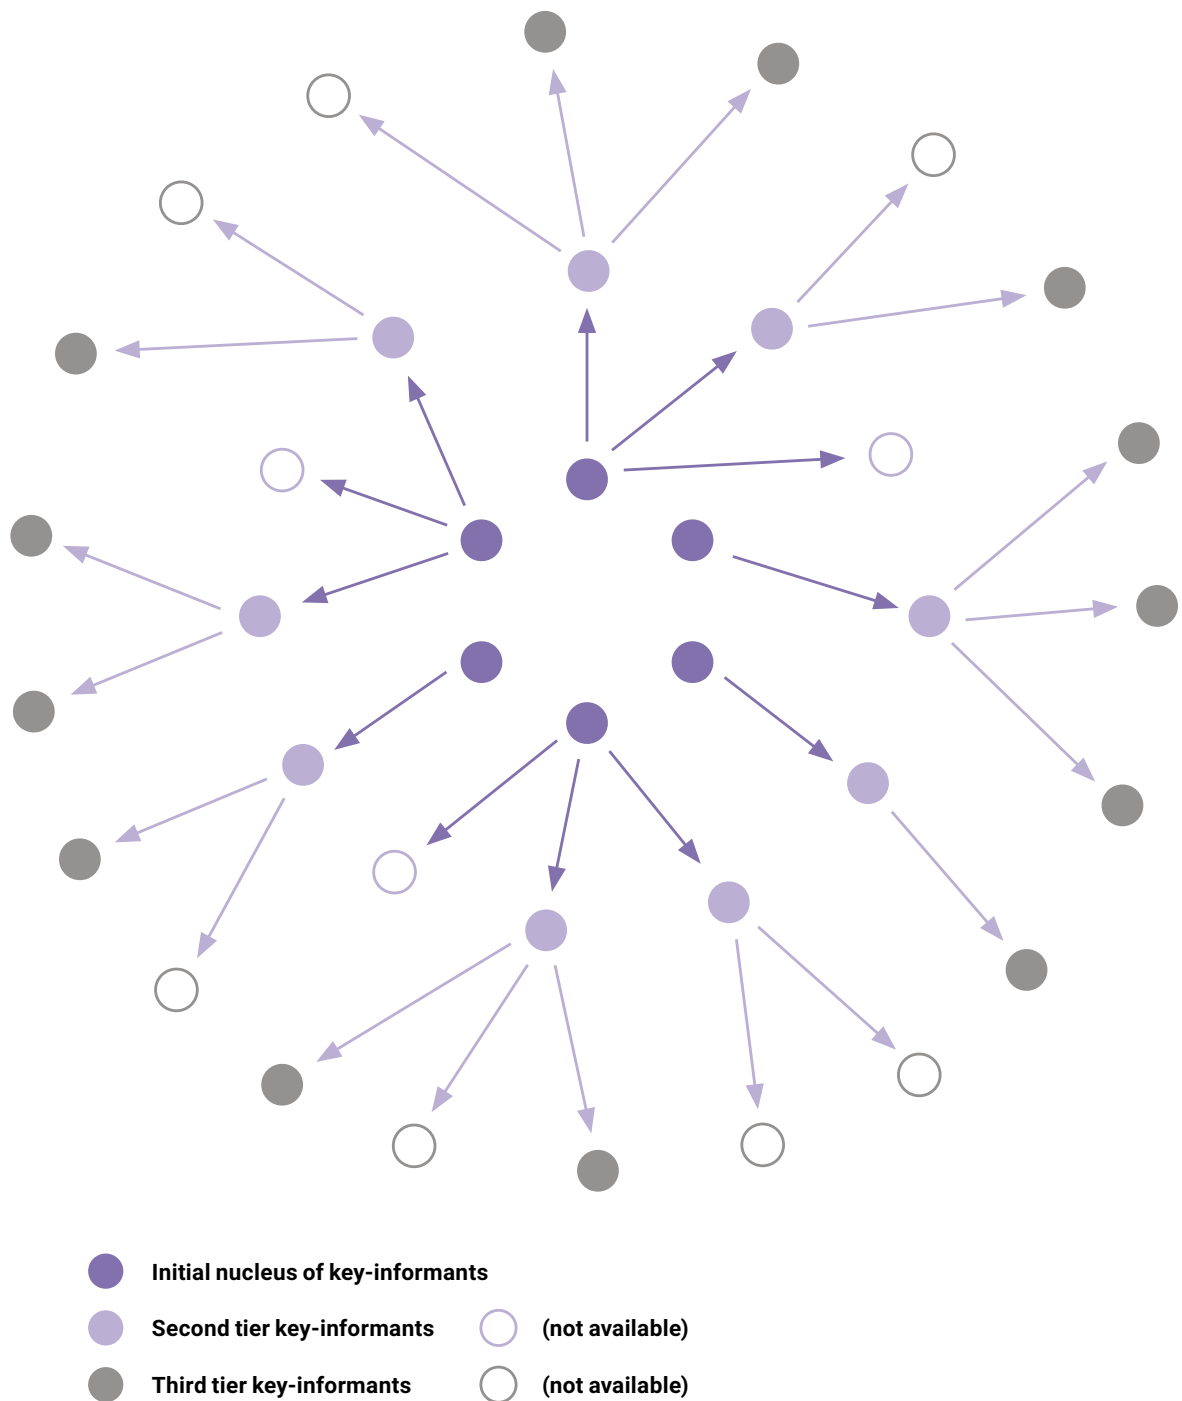 Initial nucleus of key-informants
Second tier key-informants (not available)
Third tier key-informants (not available)